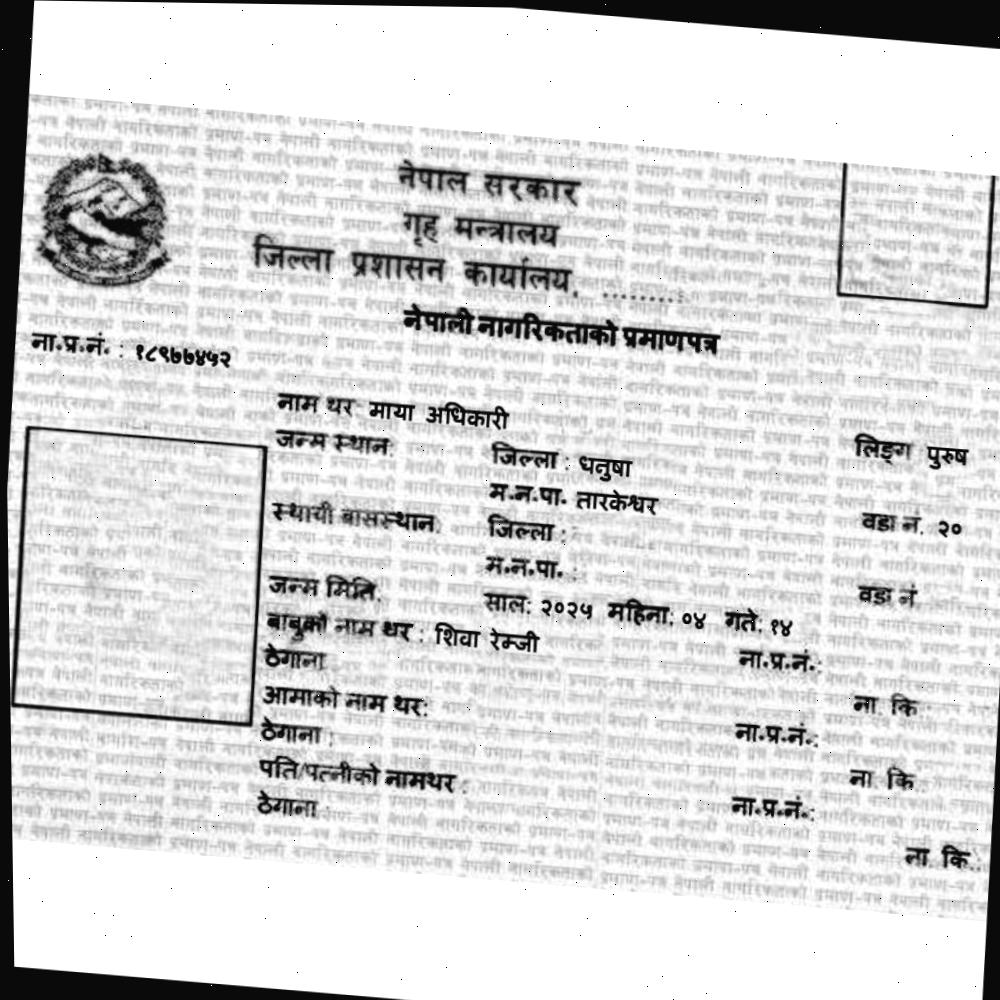 नेपाल सरकार
गृह मन्त्रालय
जिल्ला प्रशासन कार्यालय, .........
नेपाली नागरिकताको प्रमाणपत्र
ना.प्र.नं. : १८९७७४५२
नाम थर: माया अधिकारी
लिङ्ग: पुरुष
जन्म स्थान: जिल्ला : धनुषा
म.न.पा. तारकेश्वर वडा नं. २०
स्थायी बासस्थान: जिल्ला :
म.न.पा. : वडा नं
जन्म मिति: साल: २०२५ महिना: ०४ गते: १४
बाबुको नाम थर : शिवा रेम्जी ना.प्र.नं.:
ठेगाना ना. कि
आमाको नाम थर: ना.प्र.नं.:
ठेगाना : ना. कि
पति/पत्नीको नामथर : ना.प्र.नं.:
ठेगाना ना. कि..